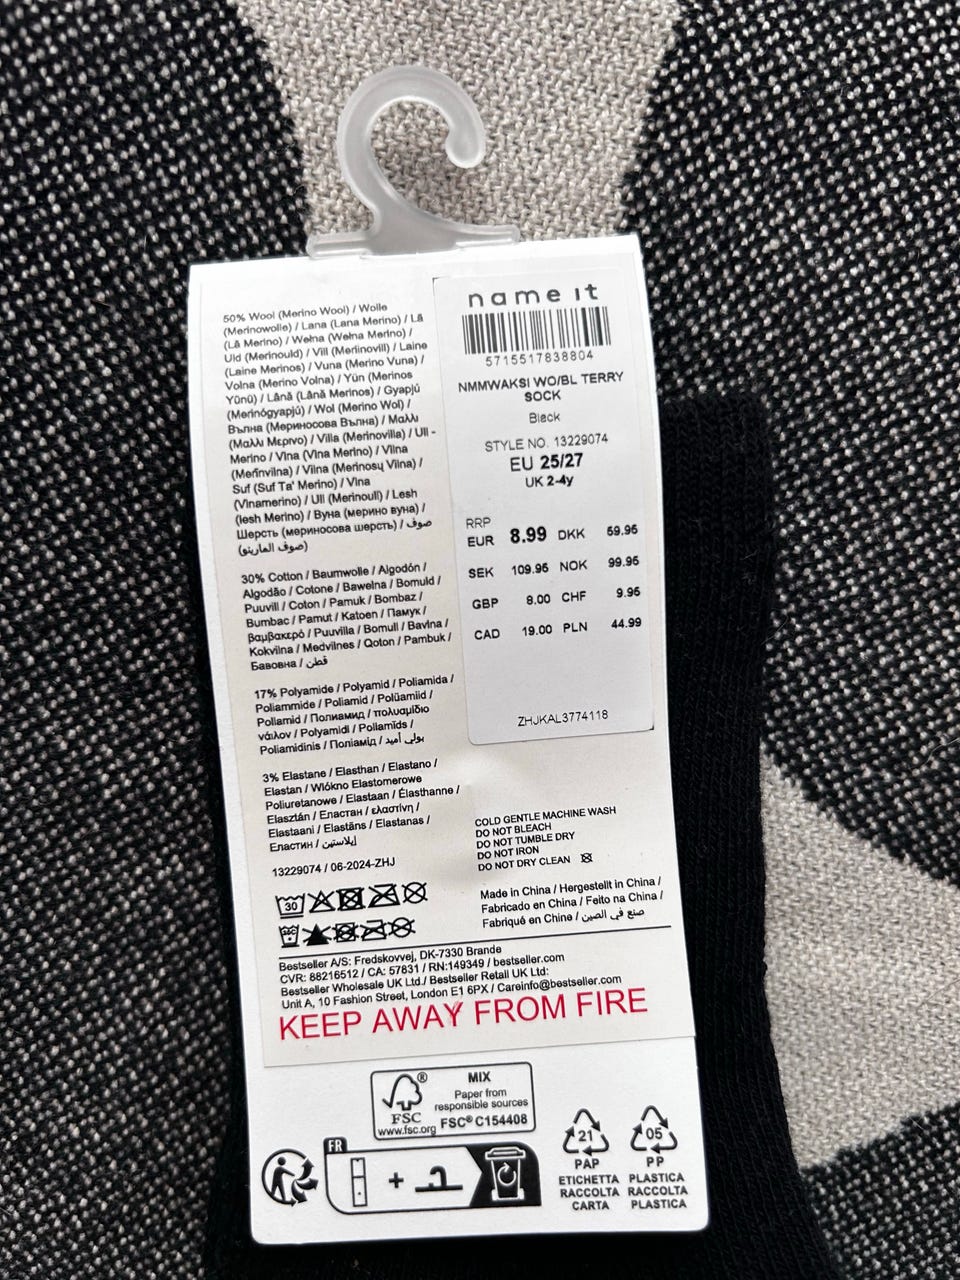 50% Wool (Merino Wool) / Wolle
(Merinowolle) / Lana (Lana Merino) / Lã
(Lã Merino) / Wełna (Wełna Merino) /
Uld (Merinould) / Vill (Meriinovill) / Laine
(Laine Merinos) / Vuna (Merino Vuna) /
Volna (Merino Volna) / Yün (Merinos
Yünü) / Lână (Lână Merinos) / Gyapjú
(Merinógyapjú) / Wol (Merino Wol) /
Вълна (Мериносова Вълна) / Μαλλι
(Μαλλι Μερινο) / Villa (Merinovilla) / Ull -
Merino / Vlna (Vlna Merino) / Vilna
(Merīnvilna) / Vilna (Merinosų Vilna) /
Suf (Suf Ta' Merino) / Vlna
(Vlnamerino) / Ull (Merinoull) / Lesh
(lesh Merino) / Вуна (мерино вуна) /
Шерсть (мериносова шерсть) / صوف
(صوف المارينو)
30% Cotton / Baumwolle / Algodón /
Algodão / Cotone / Bawełna / Bomuld /
Puuvill / Coton / Pamuk / Bombaz /
Bumbac / Pamut / Katoen / Памук /
βαμβακερό / Puuvilla / Bomull / Bavlna /
Kokvilna / Medvilnės / Qoton / Pambuk /
Бавовна / قطن
17% Polyamide / Polyamid / Poliamida /
Poliammide / Poliamid / Polüamiid /
Poliamid / Полиамид / πολυαμίδιο
νάιλον / Polyamidi / Poliamīds /
Poliamidinis / Поліамід / بولي أميد
3% Elastane / Elasthan / Elastano /
Elastan / Włókno Elastomerowe
Poliuretanowe / Elastaan / Élasthanne /
Elasztán / Еластан / ελαστίνη /
Elastaani / Elastāns / Elastanas /
Еластин / إيلاستين
13229074 / 06-2024-ZHJ
30
name it
5715517838804
NMMWAKSI WO/BL TERRY
SOCK
Black
STYLE NO. 13229074
EU 25/27
UK 2-4y
RRP
EUR 8.99 DKK 59.95
SEK 109.95 NOK 99.95
GBP 8.00 CHF 9.95
CAD 19.00 PLN 44.99
ZHJKAL3774118
COLD GENTLE MACHINE WASH
DO NOT BLEACH
DO NOT TUMBLE DRY
DO NOT IRON
DO NOT DRY CLEAN
Made in China / Hergestellt in China /
Fabricado en China / Feito na China /
Fabriqué en Chine / صنع في الصين
Bestseller A/S: Fredskovvej, DK-7330 Brande
CVR: 88216512 / CA: 57831 / RN:149349 / bestseller.com
Bestseller Wholesale UK Ltd./ Bestseller Retail UK Ltd:
Unit A, 10 Fashion Street, London E1 6PX / Careinfo@bestseller.com
KEEP AWAY FROM FIRE
FSC®
www.fsc.org
MIX
Paper from
responsible sources
FSC® C154408
FR
+
21
PAP
ETICHETTA
RACCOLTA
CARTA
05
PP
PLASTICA
RACCOLTA
PLASTICA